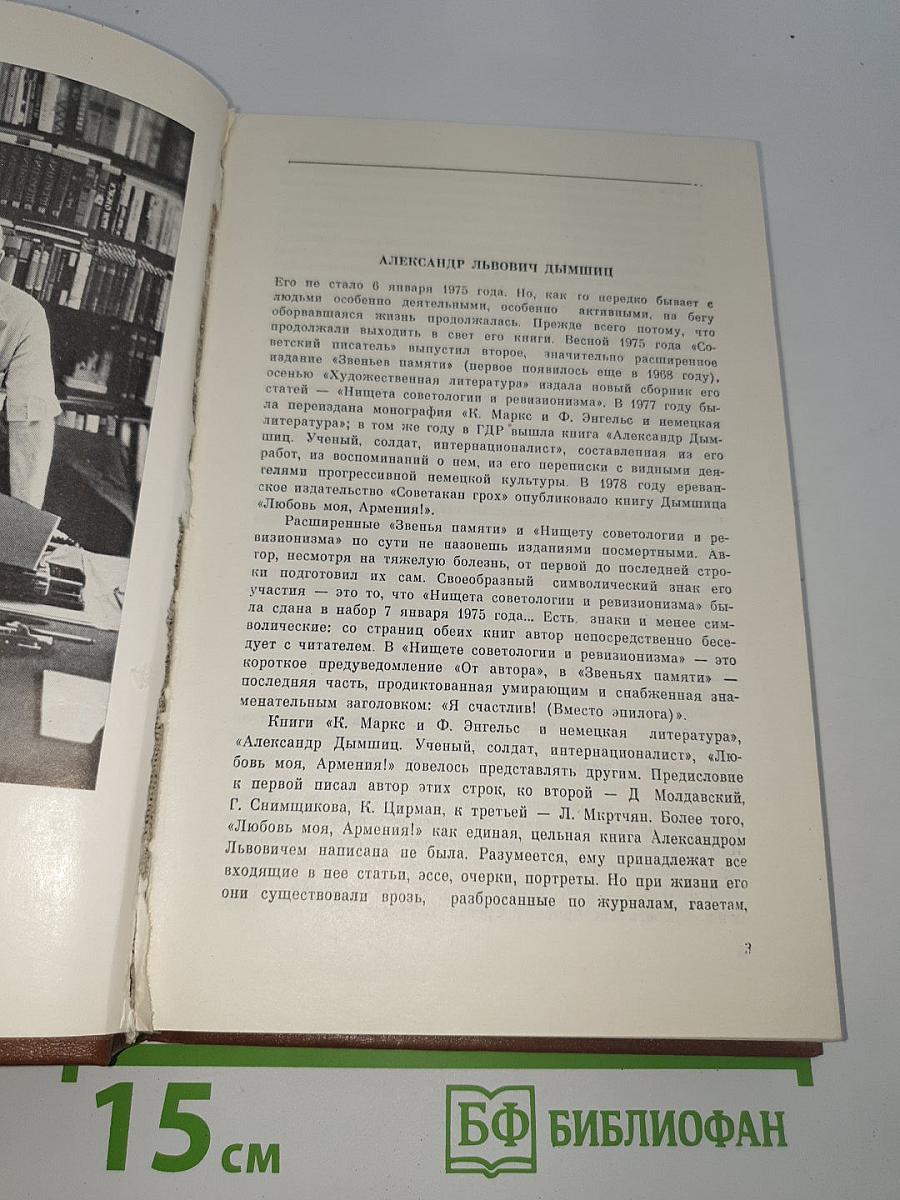 АЛЕКСАНДР ЛЬВОВИЧ ДЫМШИЦ
Его не стало 6 января 1975 года. Но, как то нередко бывает с
людьми особенно деятельными, особенно активными, на бегу
оборвавшаяся жизнь продолжалась. Прежде всего потому, что
продолжали выходить в свет его книги. Весной 1975 года «Со-
ветский писатель» выпустил второе, значительно расширенное
издание «Звеньев памяти» (первое появилось еще в 1968 году),
осенью «Художественная литература» издала новый сборник его
статей — «Нищета советологии и ревизионизма». В 1977 году бы-
ла переиздана монография «К. Маркс и Ф. Энгельс и немецкая
литература»; в том же году в ГДР вышла книга «Александр Дым-
шиц. Ученый, солдат, интернационалист», составленная из его
работ, из воспоминаний о нем, из его переписки с видными дея-
телями прогрессивной немецкой культуры. В 1978 году ереван-
ское издательство «Советакан грох» опубликовало книгу Дымшица
«Любовь моя, Армения!».
Расширенные «Звенья памяти» и «Нищету советологии и ре-
визионизма» по сути не назовешь изданиями посмертными. Ав-
тор, несмотря на тяжелую болезнь, от первой до последней стро-
ки подготовил их сам. Своеобразный символический знак его
участия — это то, что «Нищета советологии и ревизионизма» бы-
ла сдана в набор 7 января 1975 года... Есть знаки и менее сим-
волические: со страниц обеих книг автор непосредственно бесе-
дует с читателем. В «Нищете советологии и ревизионизма» — это
короткое предуведомление «От автора», в «Звеньях памяти» —
последняя часть, продиктованная умирающим и снабженная зна-
менательным заголовком: «Я счастлив! (Вместо эпилога)».
Книги «К. Маркс и Ф. Энгельс и немецкая литература»,
«Александр Дымшиц. Ученый, солдат, интернационалист», «Лю-
бовь моя, Армения!» довелось представлять другим. Предисловие
к первой писал автор этих строк, ко второй — Д Молдавский,
Г. Снимщикова, К. Цирман, к третьей — Л. Мкртчян. Более того,
«Любовь моя, Армения!» как единая, цельная книга Александром
Львовичем написана не была. Разумеется, ему принадлежат все
входящие в нее статьи, эссе, очерки, портреты. Но при жизни его
они существовали врозь, разбросанные по журналам, газетам,
3
15 см
БФ БИБЛИОФАН